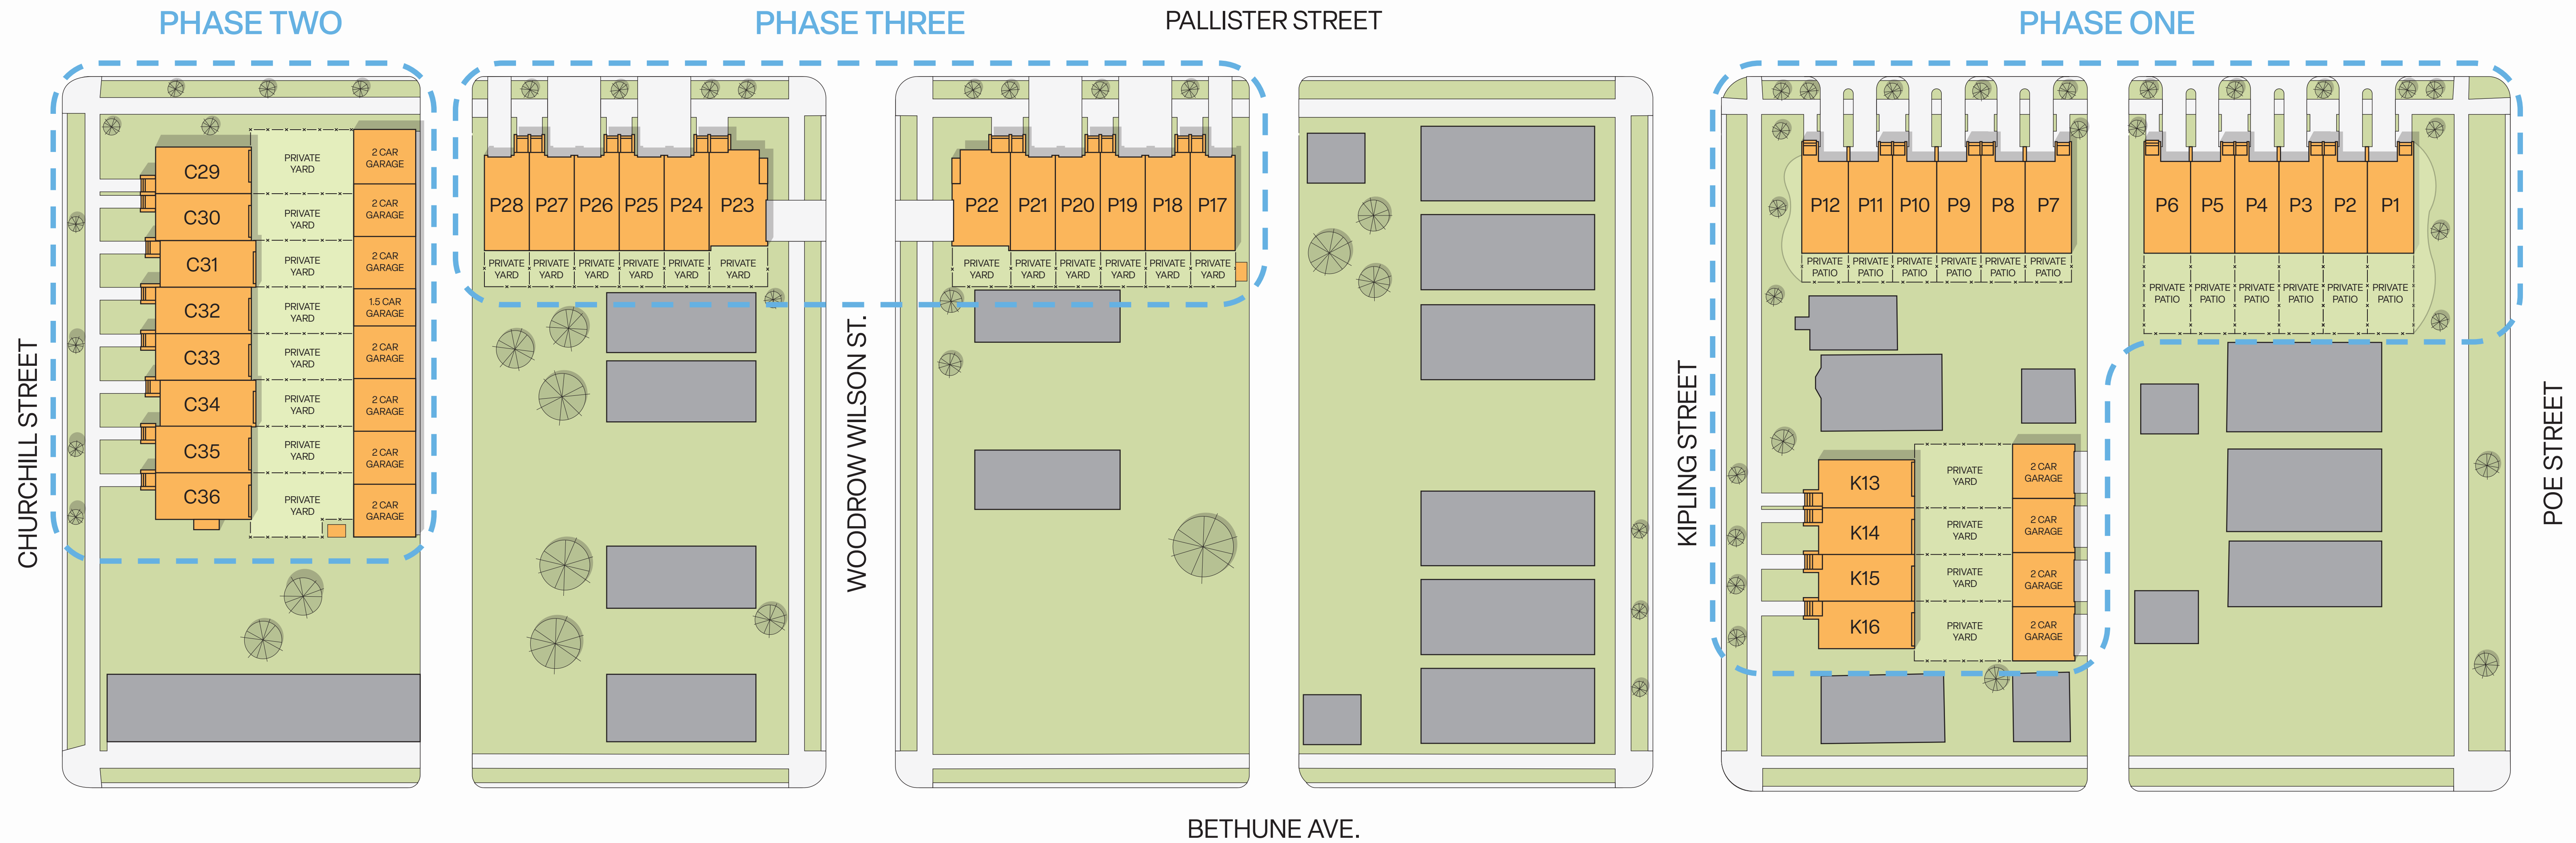 PHASE TWO
PHASE THREE
PALLISTER STREET
PHASE ONE
CHURCHILL STREET
C29
C30
C31
C32
C33
C34
C35
C36
PRIVATE
YARD
PRIVATE
YARD
PRIVATE
YARD
PRIVATE
YARD
PRIVATE
YARD
PRIVATE
YARD
PRIVATE
YARD
PRIVATE
YARD
2 CAR
GARAGE
2 CAR
GARAGE
2 CAR
GARAGE
1.5 CAR
GARAGE
2 CAR
GARAGE
2 CAR
GARAGE
2 CAR
GARAGE
2 CAR
GARAGE
P28 P27 P26 P25 P24 P23
PRIVATE PRIVATE PRIVATE PRIVATE PRIVATE PRIVATE
YARD YARD YARD YARD YARD YARD
WOODROW WILSON ST.
P22 P21 P20 P19 P18 P17
PRIVATE PRIVATE PRIVATE PRIVATE PRIVATE PRIVATE
YARD YARD YARD YARD YARD YARD
KIPLING STREET
P12 P11 P10 P9 P8 P7
PRIVATE PRIVATE PRIVATE PRIVATE PRIVATE PRIVATE
PATIO PATIO PATIO PATIO PATIO PATIO
K13
K14
K15
K16
PRIVATE
YARD
PRIVATE
YARD
PRIVATE
YARD
PRIVATE
YARD
2 CAR
GARAGE
2 CAR
GARAGE
2 CAR
GARAGE
2 CAR
GARAGE
P6 P5 P4 P3 P2 P1
PRIVATE PRIVATE PRIVATE PRIVATE PRIVATE PRIVATE
PATIO PATIO PATIO PATIO PATIO PATIO
POE STREET
BETHUNE AVE.